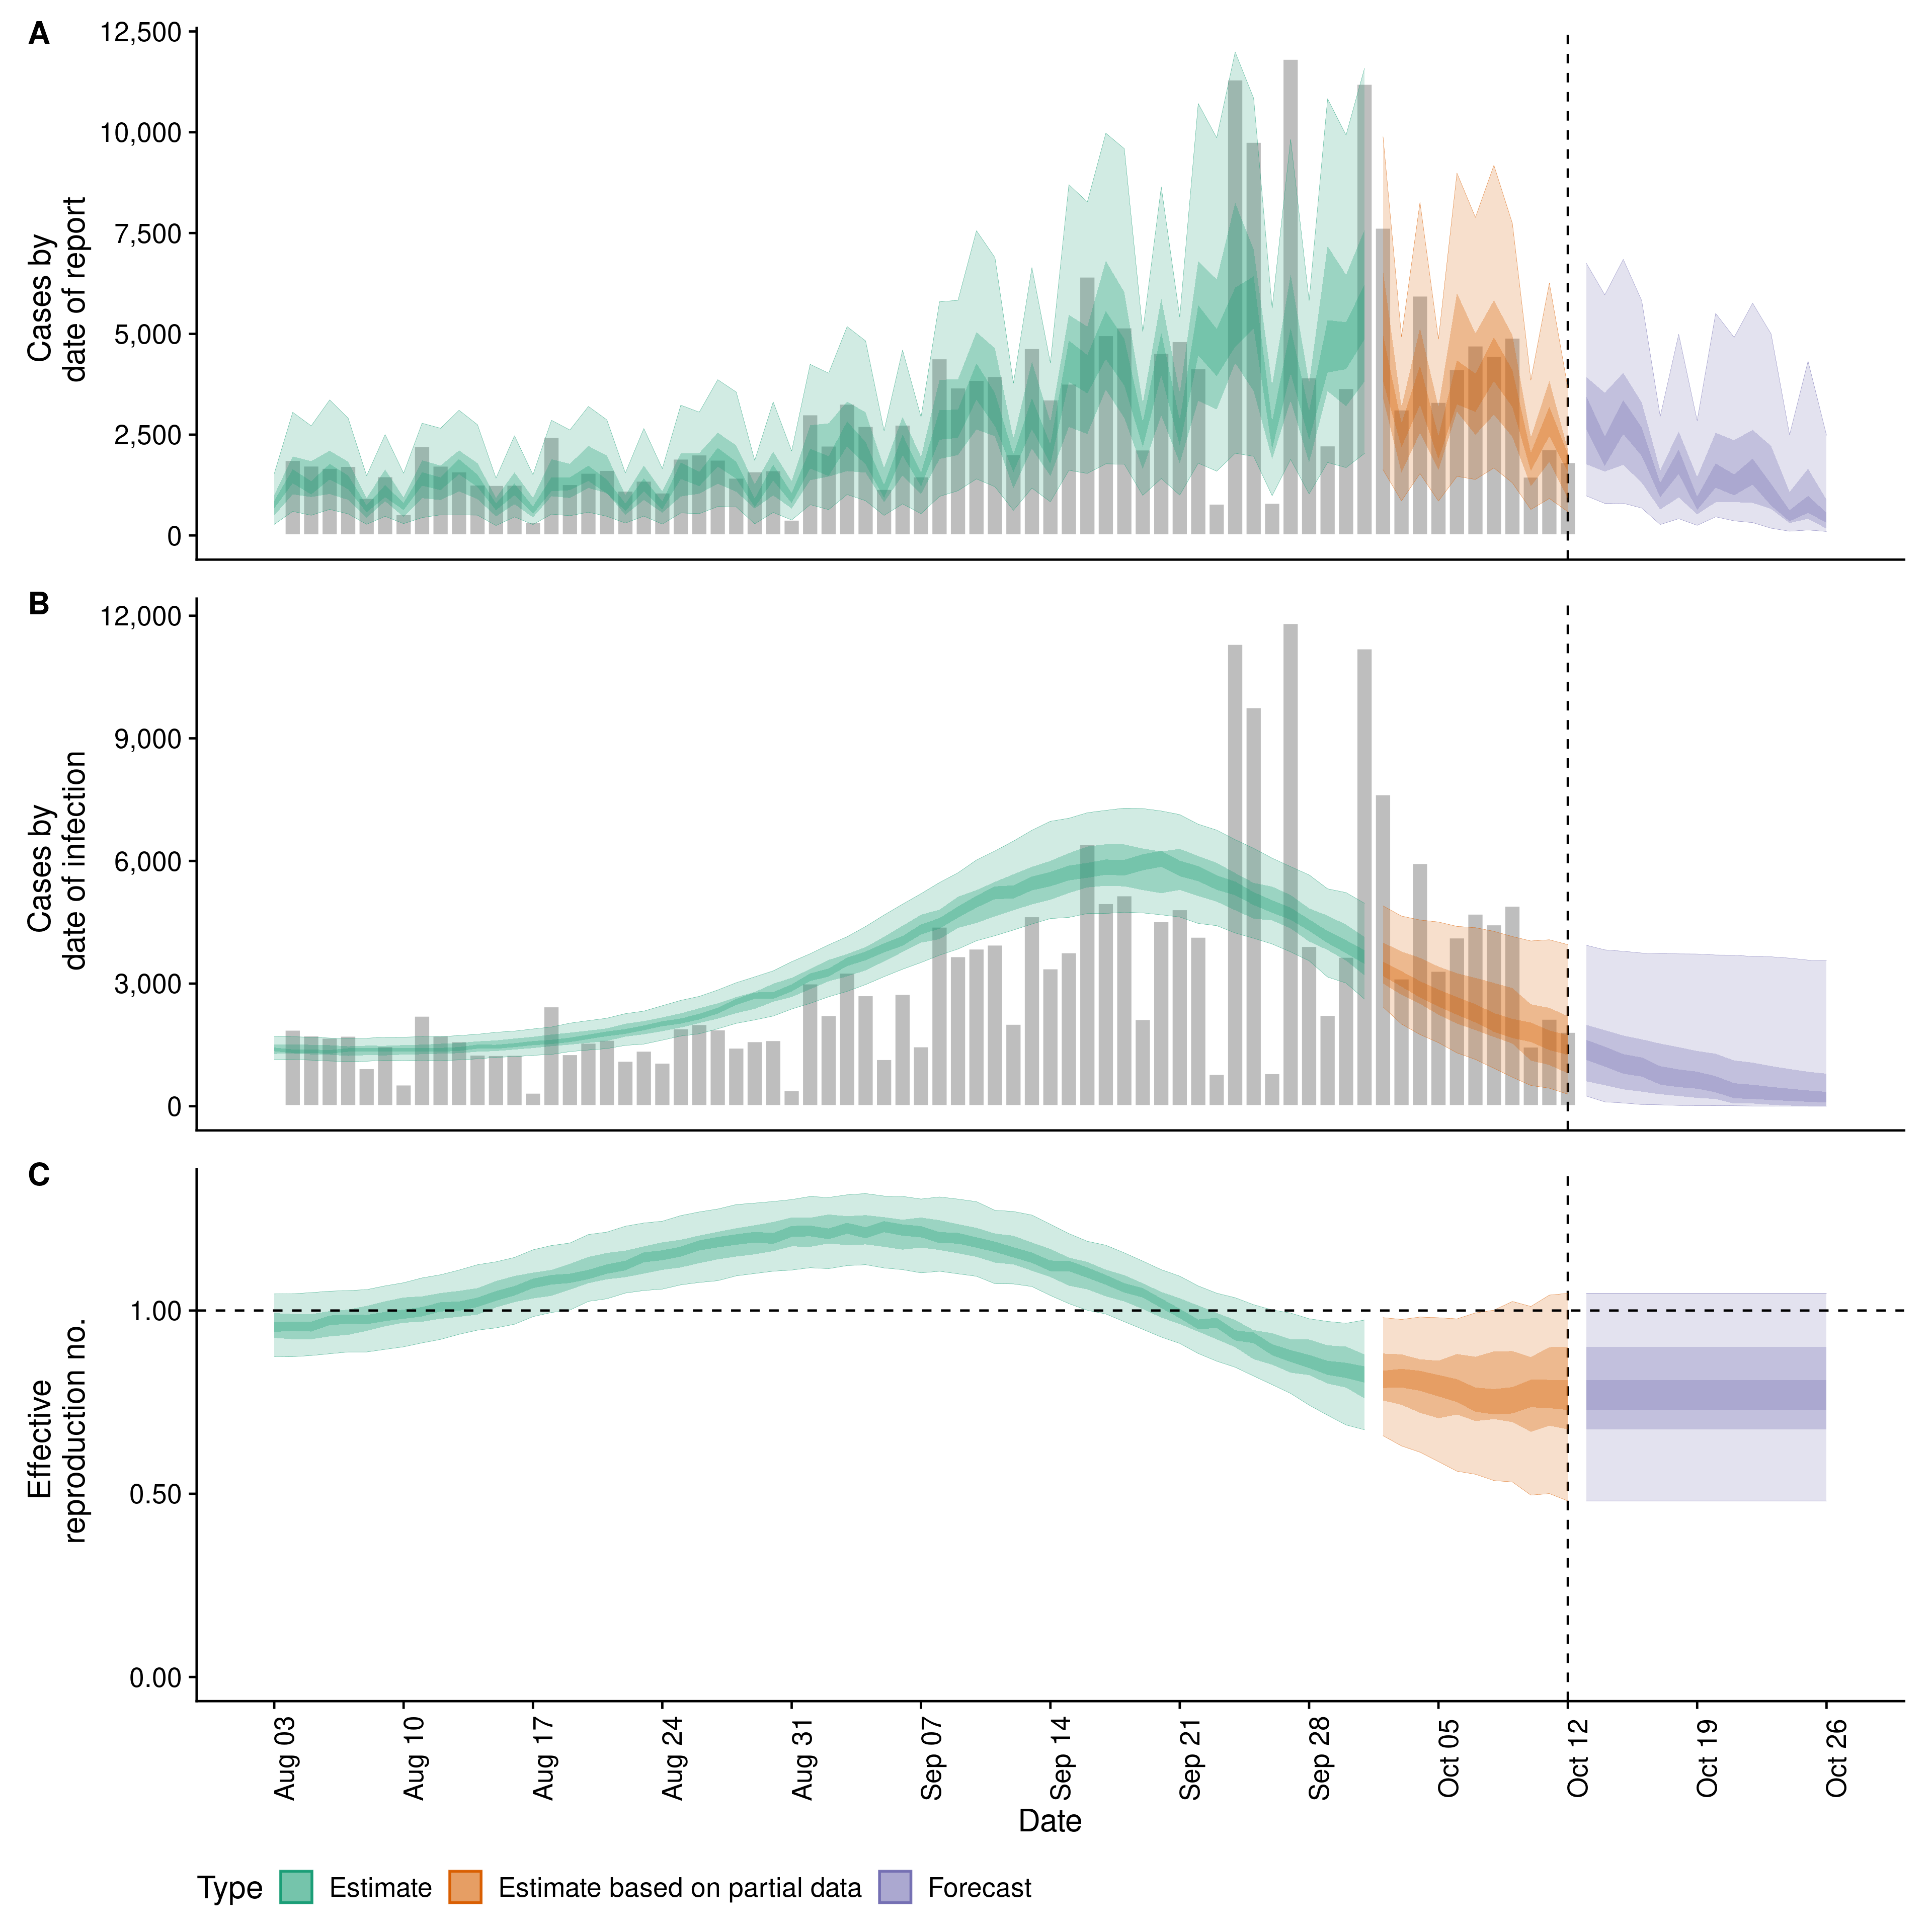 A
12,500
10,000
7,500
5,000
2,500
0
Cases by
date of report
B
12,000
9,000
6,000
3,000
0
Cases by
date of infection
C
1.00
0.50
0.00
Effective
reproduction no.
Aug 03
Aug 10
Aug 17
Aug 24
Aug 31
Sep 07
Sep 14
Sep 21
Sep 28
Oct 05
Oct 12
Oct 19
Oct 26
Date
Type Estimate Estimate based on partial data Forecast